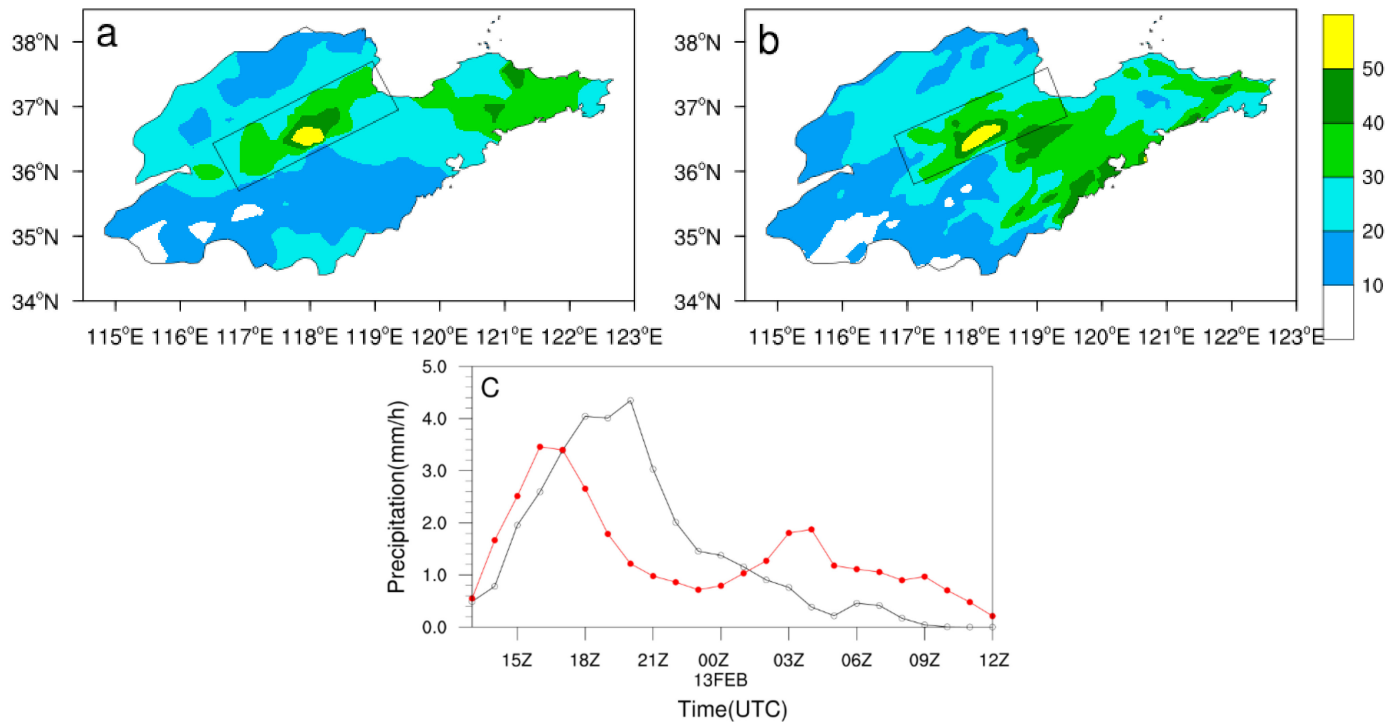 a
38°N
37°N
36°N
35°N
34°N
115°E 116°E 117°E 118°E 119°E 120°E 121°E 122°E 123°E
b
38°N
37°N
36°N
35°N
34°N
115°E 116°E 117°E 118°E 119°E 120°E 121°E 122°E 123°E
50
40
30
20
10
C
Precipitation(mm/h)
5.0
4.0
3.0
2.0
1.0
0.0
15Z 18Z 21Z 00Z 03Z 06Z 09Z 12Z
13FEB
Time(UTC)